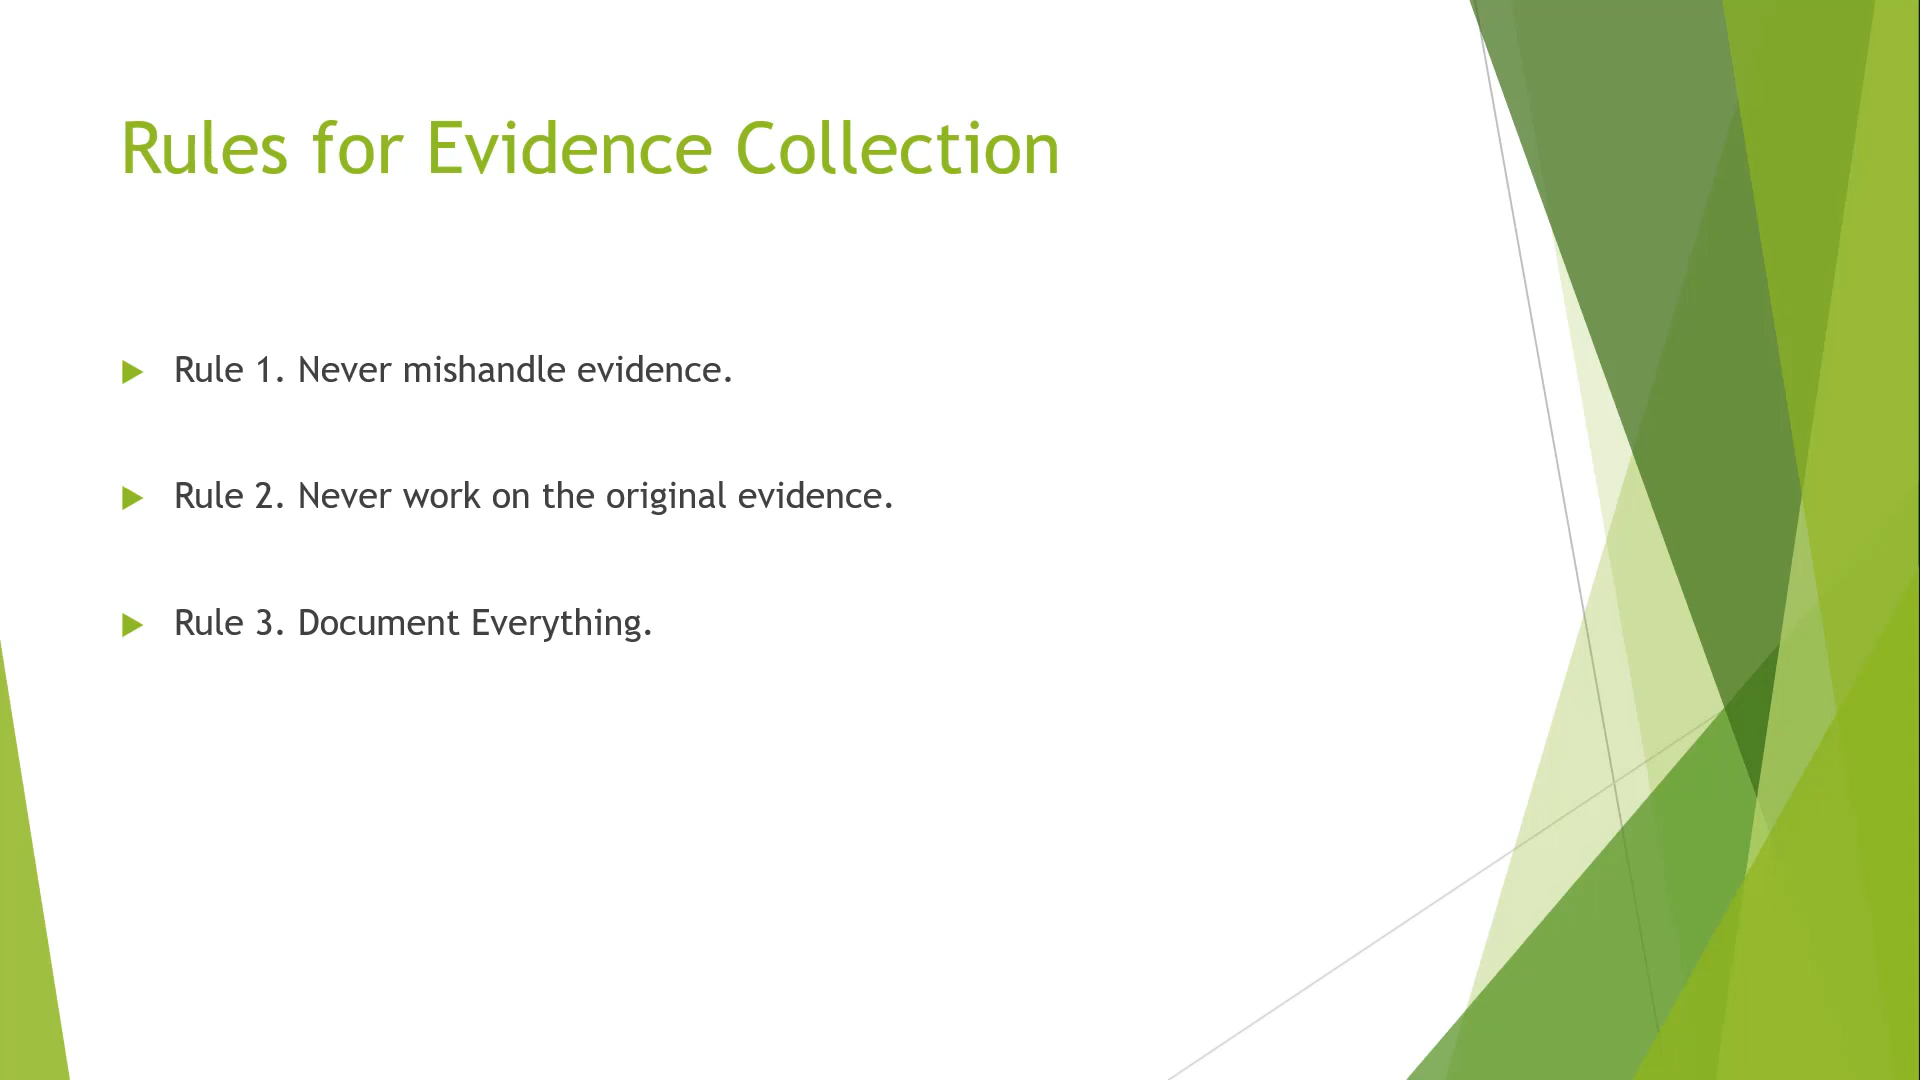 Rules for Evidence Collection
Rule 1. Never mishandle evidence.
Rule 2. Never work on the original evidence.
Rule 3. Document Everything.